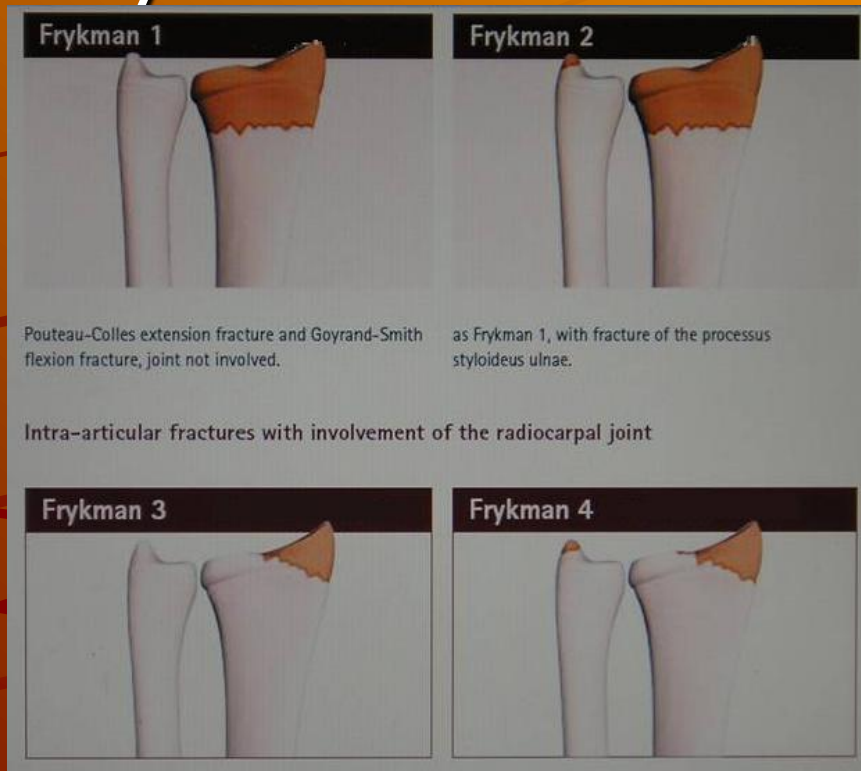 Frykman 1
Frykman 2
Pouteau-Colles extension fracture and Goyrand-Smith
flexion fracture, joint not involved.
as Frykman 1, with fracture of the processus
styloideus ulnae.
Intra-articular fractures with involvement of the radiocarpal joint
Frykman 3
Frykman 4